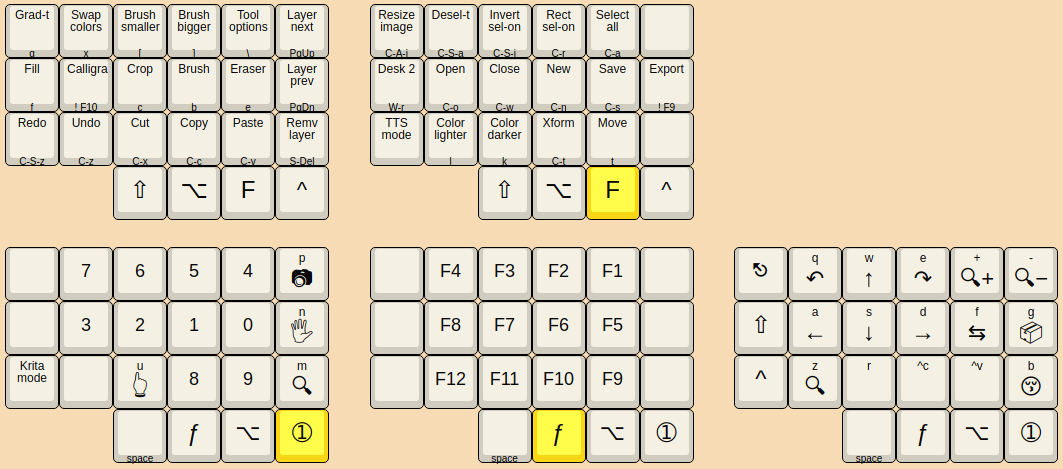 Grad-t
g
Swap
colors
x
Brush
smaller
[
Brush
bigger
]
Tool
options
\
Layer
next
PgUp
Fill
f
Calligra
! F10
Crop
c
Brush
b
Eraser
e
Layer
prev
PgDn
Redo
C-S-z
Undo
C-z
Cut
C-x
Copy
C-c
Paste
C-v
Remv
layer
S-Del
⇧
⌥
F
^
Resize
image
C-A-i
Desel-t
C-S-a
Invert
sel-on
C-S-i
Rect
sel-on
C-r
Select
all
C-a
Desk 2
W-r
Open
C-o
Close
C-w
New
C-n
Save
C-s
Export
! F9
TTS
mode
Color
lighter
l
Color
darker
k
Xform
C-t
Move
t
⇧
⌥
F
^
7
6
5
4
p
3
2
1
0
n
Krita
mode
u
8
9
m
space
ƒ
⌥
①
F4
F3
F2
F1
F8
F7
F6
F5
F12
F11
F10
F9
space
ƒ
⌥
①
q
↶
w
↑
e
↷
+
🔍+
-
🔍−
⇧
a
←
s
↓
d
→
f
⇆
g
^
z
r
^c
^v
b
space
ƒ
⌥
①